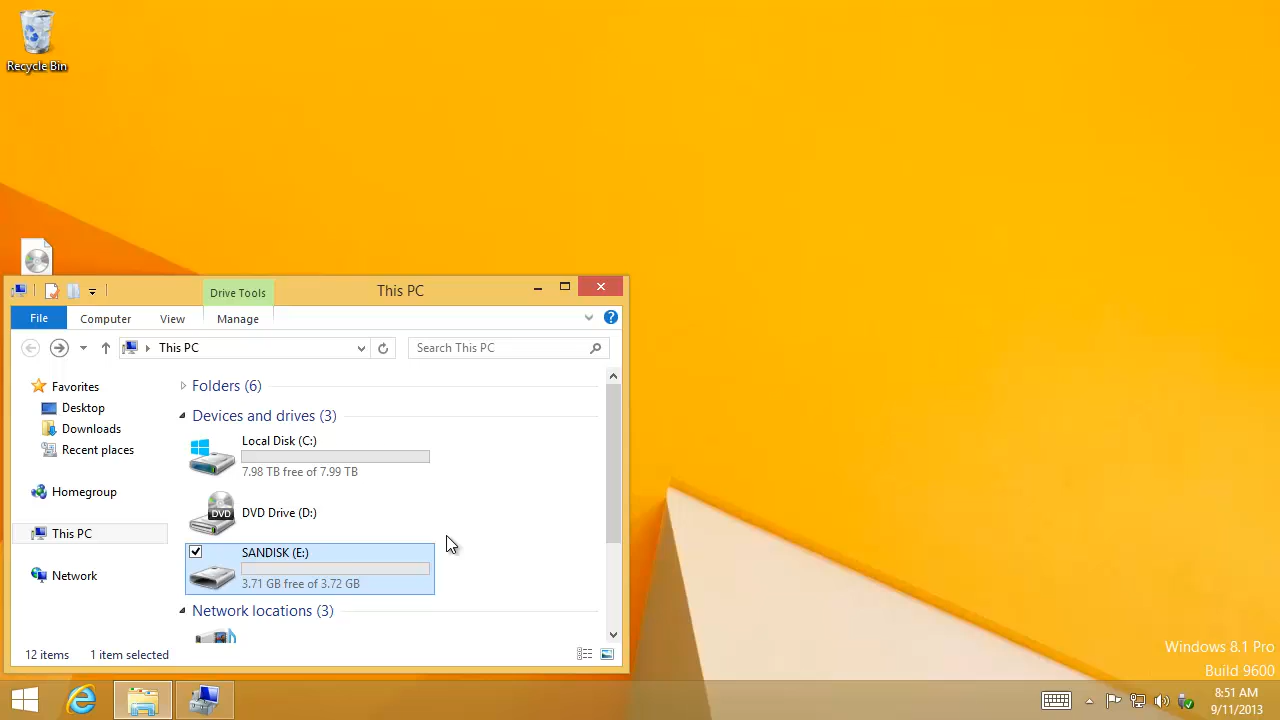 Recycle Bin
Drive Tools
This PC
File
Computer
View
Manage
This PC
Search This PC
Favorites
Desktop
Downloads
Recent places
Homegroup
This PC
Network
Folders (6)
Devices and drives (3)
Local Disk (C:)
7.98 TB free of 7.99 TB
DVD
DVD Drive (D:)
SANDISK (E:)
3.71 GB free of 3.72 GB
Network locations (3)
12 items
1 item selected
Windows 8.1 Pro
Build 9600
8:51 AM
9/11/2013